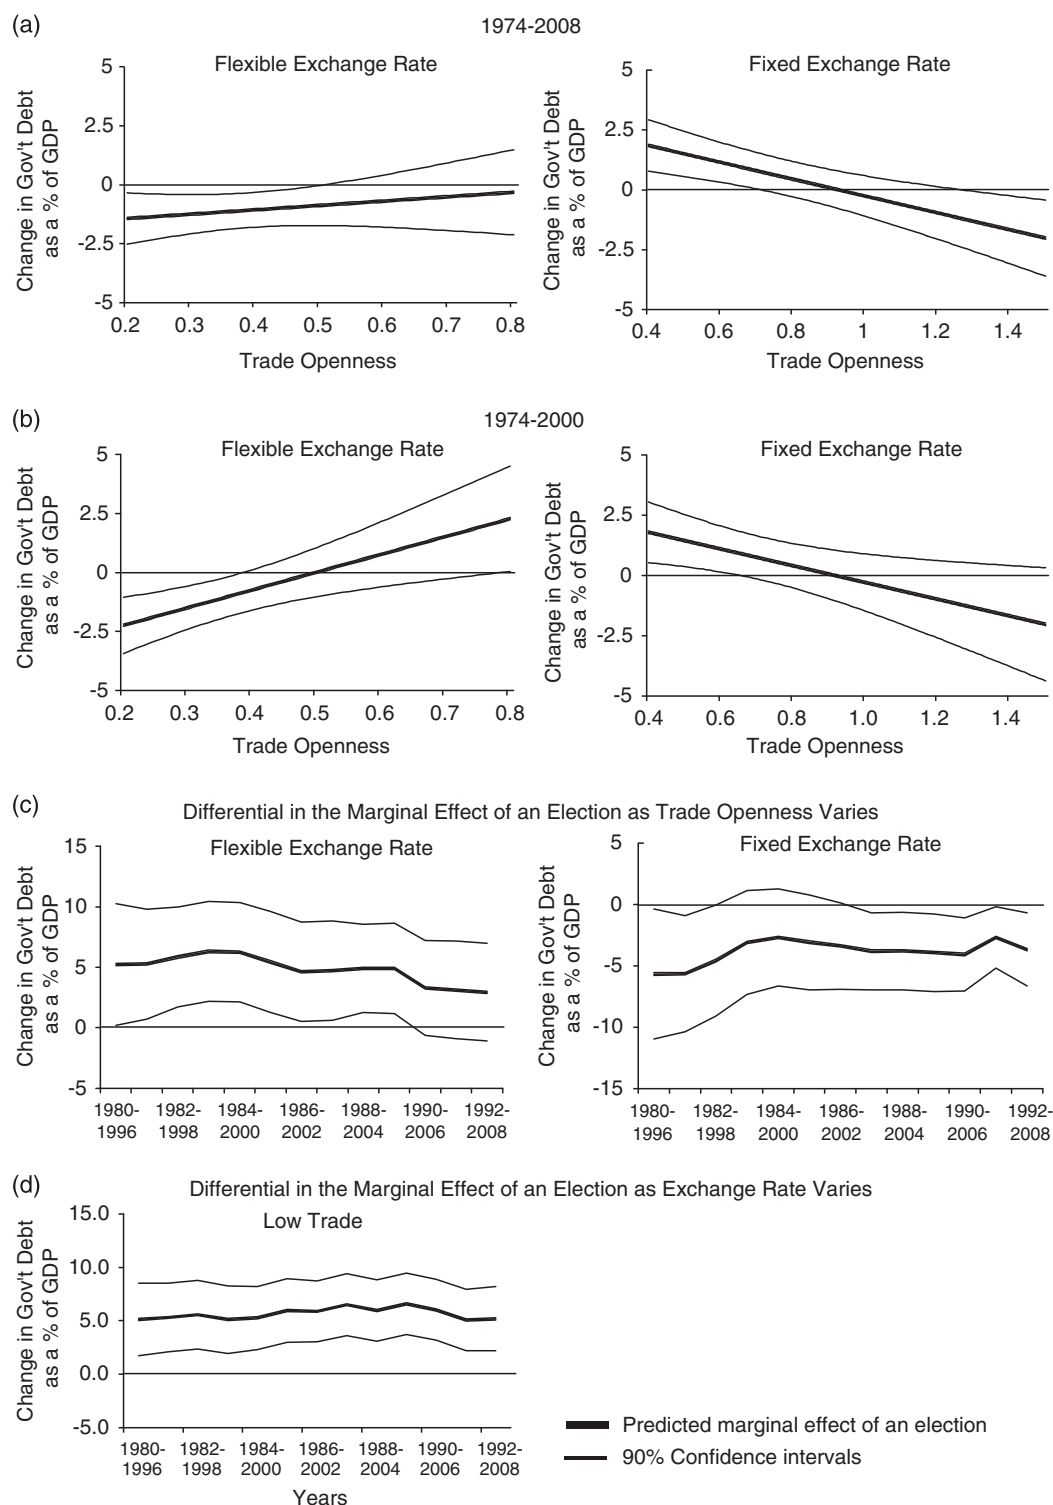 (a)
1974-2008
Flexible Exchange Rate
Change in Gov't Debt
as a % of GDP
5
2.5
0
-2.5
-5
0.2 0.3 0.4 0.5 0.6 0.7 0.8
Trade Openness
Fixed Exchange Rate
Change in Gov't Debt
as a % of GDP
5
2.5
0
-2.5
-5
0.4 0.6 0.8 1 1.2 1.4
Trade Openness
(b)
1974-2000
Flexible Exchange Rate
Change in Gov't Debt
as a % of GDP
5
2.5
0
-2.5
-5
0.2 0.3 0.4 0.5 0.6 0.7 0.8
Trade Openness
Fixed Exchange Rate
Change in Gov't Debt
as a % of GDP
5
2.5
0
-2.5
-5
0.4 0.6 0.8 1.0 1.2 1.4
Trade Openness
(c)
Differential in the Marginal Effect of an Election as Trade Openness Varies
Flexible Exchange Rate
Change in Gov't Debt
as a % of GDP
15
10
5
0
-5
1980- 1982- 1984- 1986- 1988- 1990- 1992-
1996 1998 2000 2002 2004 2006 2008
Fixed Exchange Rate
Change in Gov't Debt
as a % of GDP
5
0
-5
-10
-15
1980- 1982- 1984- 1986- 1988- 1990- 1992-
1996 1998 2000 2002 2004 2006 2008
(d)
Differential in the Marginal Effect of an Election as Exchange Rate Varies
Low Trade
Change in Gov't Debt
as a % of GDP
15.0
10.0
5.0
0.0
-5.0
1980- 1982- 1984- 1986- 1988- 1990- 1992-
1996 1998 2000 2002 2004 2006 2008
Years
Predicted marginal effect of an election
90% Confidence intervals